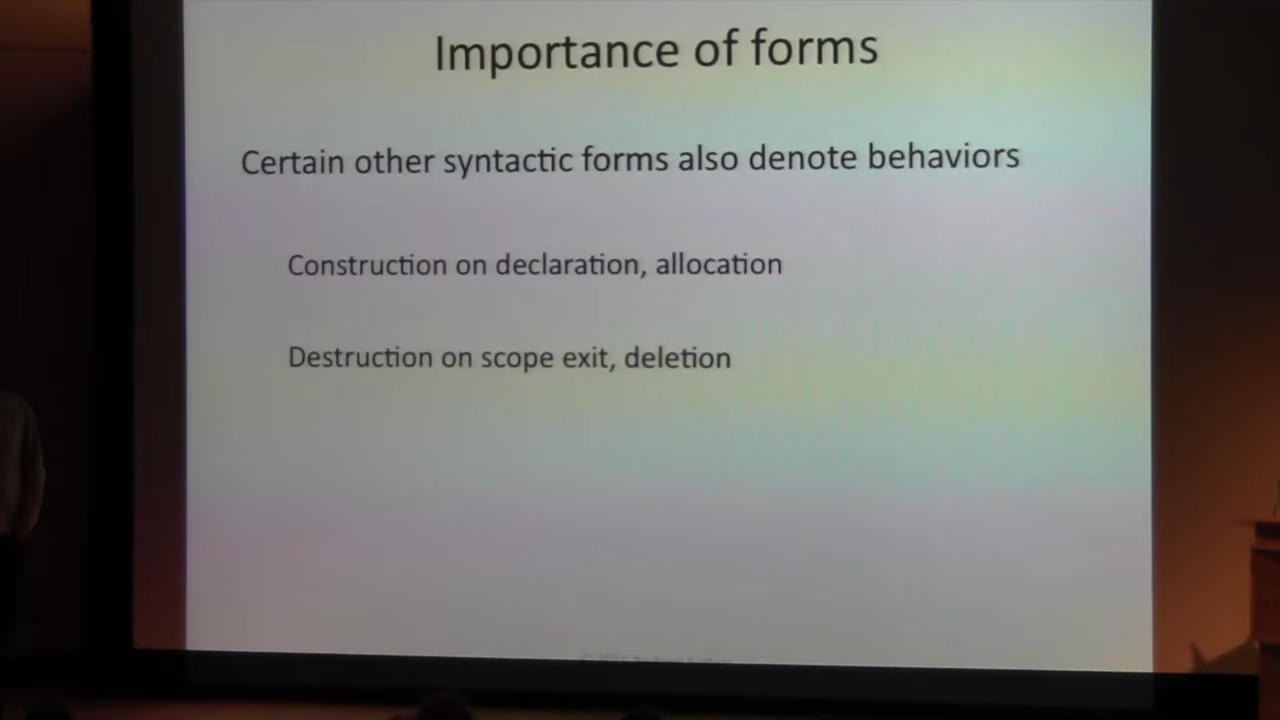 Importance of forms
Certain other syntactic forms also denote behaviors
Construction on declaration, allocation
Destruction on scope exit, deletion